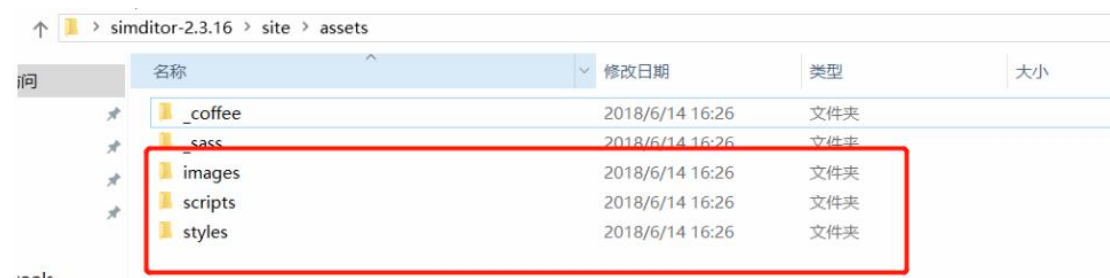 simditor-2.3.16 > site > assets
名称 修改日期 类型 大小
问
_coffee 2018/6/14 16:26 文件夹
_sass 2018/6/14 16:26 文件夹
images 2018/6/14 16:26 文件夹
scripts 2018/6/14 16:26 文件夹
styles 2018/6/14 16:26 文件夹